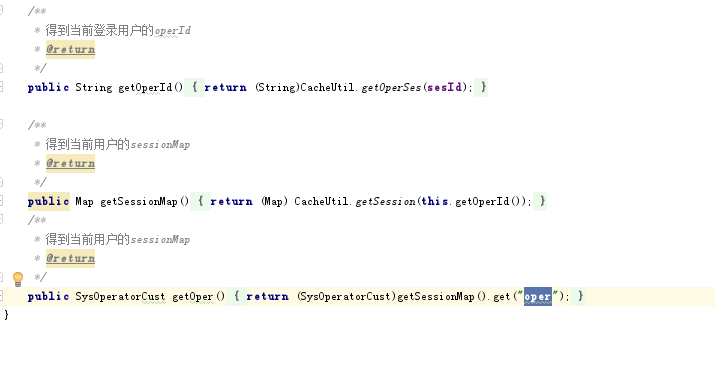 /**
 * 得到当前登录用户的operId
 * @return
 */
public String getOperId() { return (String)CacheUtil.getOperSes(sesId); }
/**
 * 得到当前用户的sessionMap
 * @return
 */
public Map getSessionMap() { return (Map) CacheUtil.getSession(this.getOperId()); }
/**
 * 得到当前用户的sessionMap
 * @return
 */
public SysOperatorCust getOper() { return (SysOperatorCust)getSessionMap().get("oper"); }
}